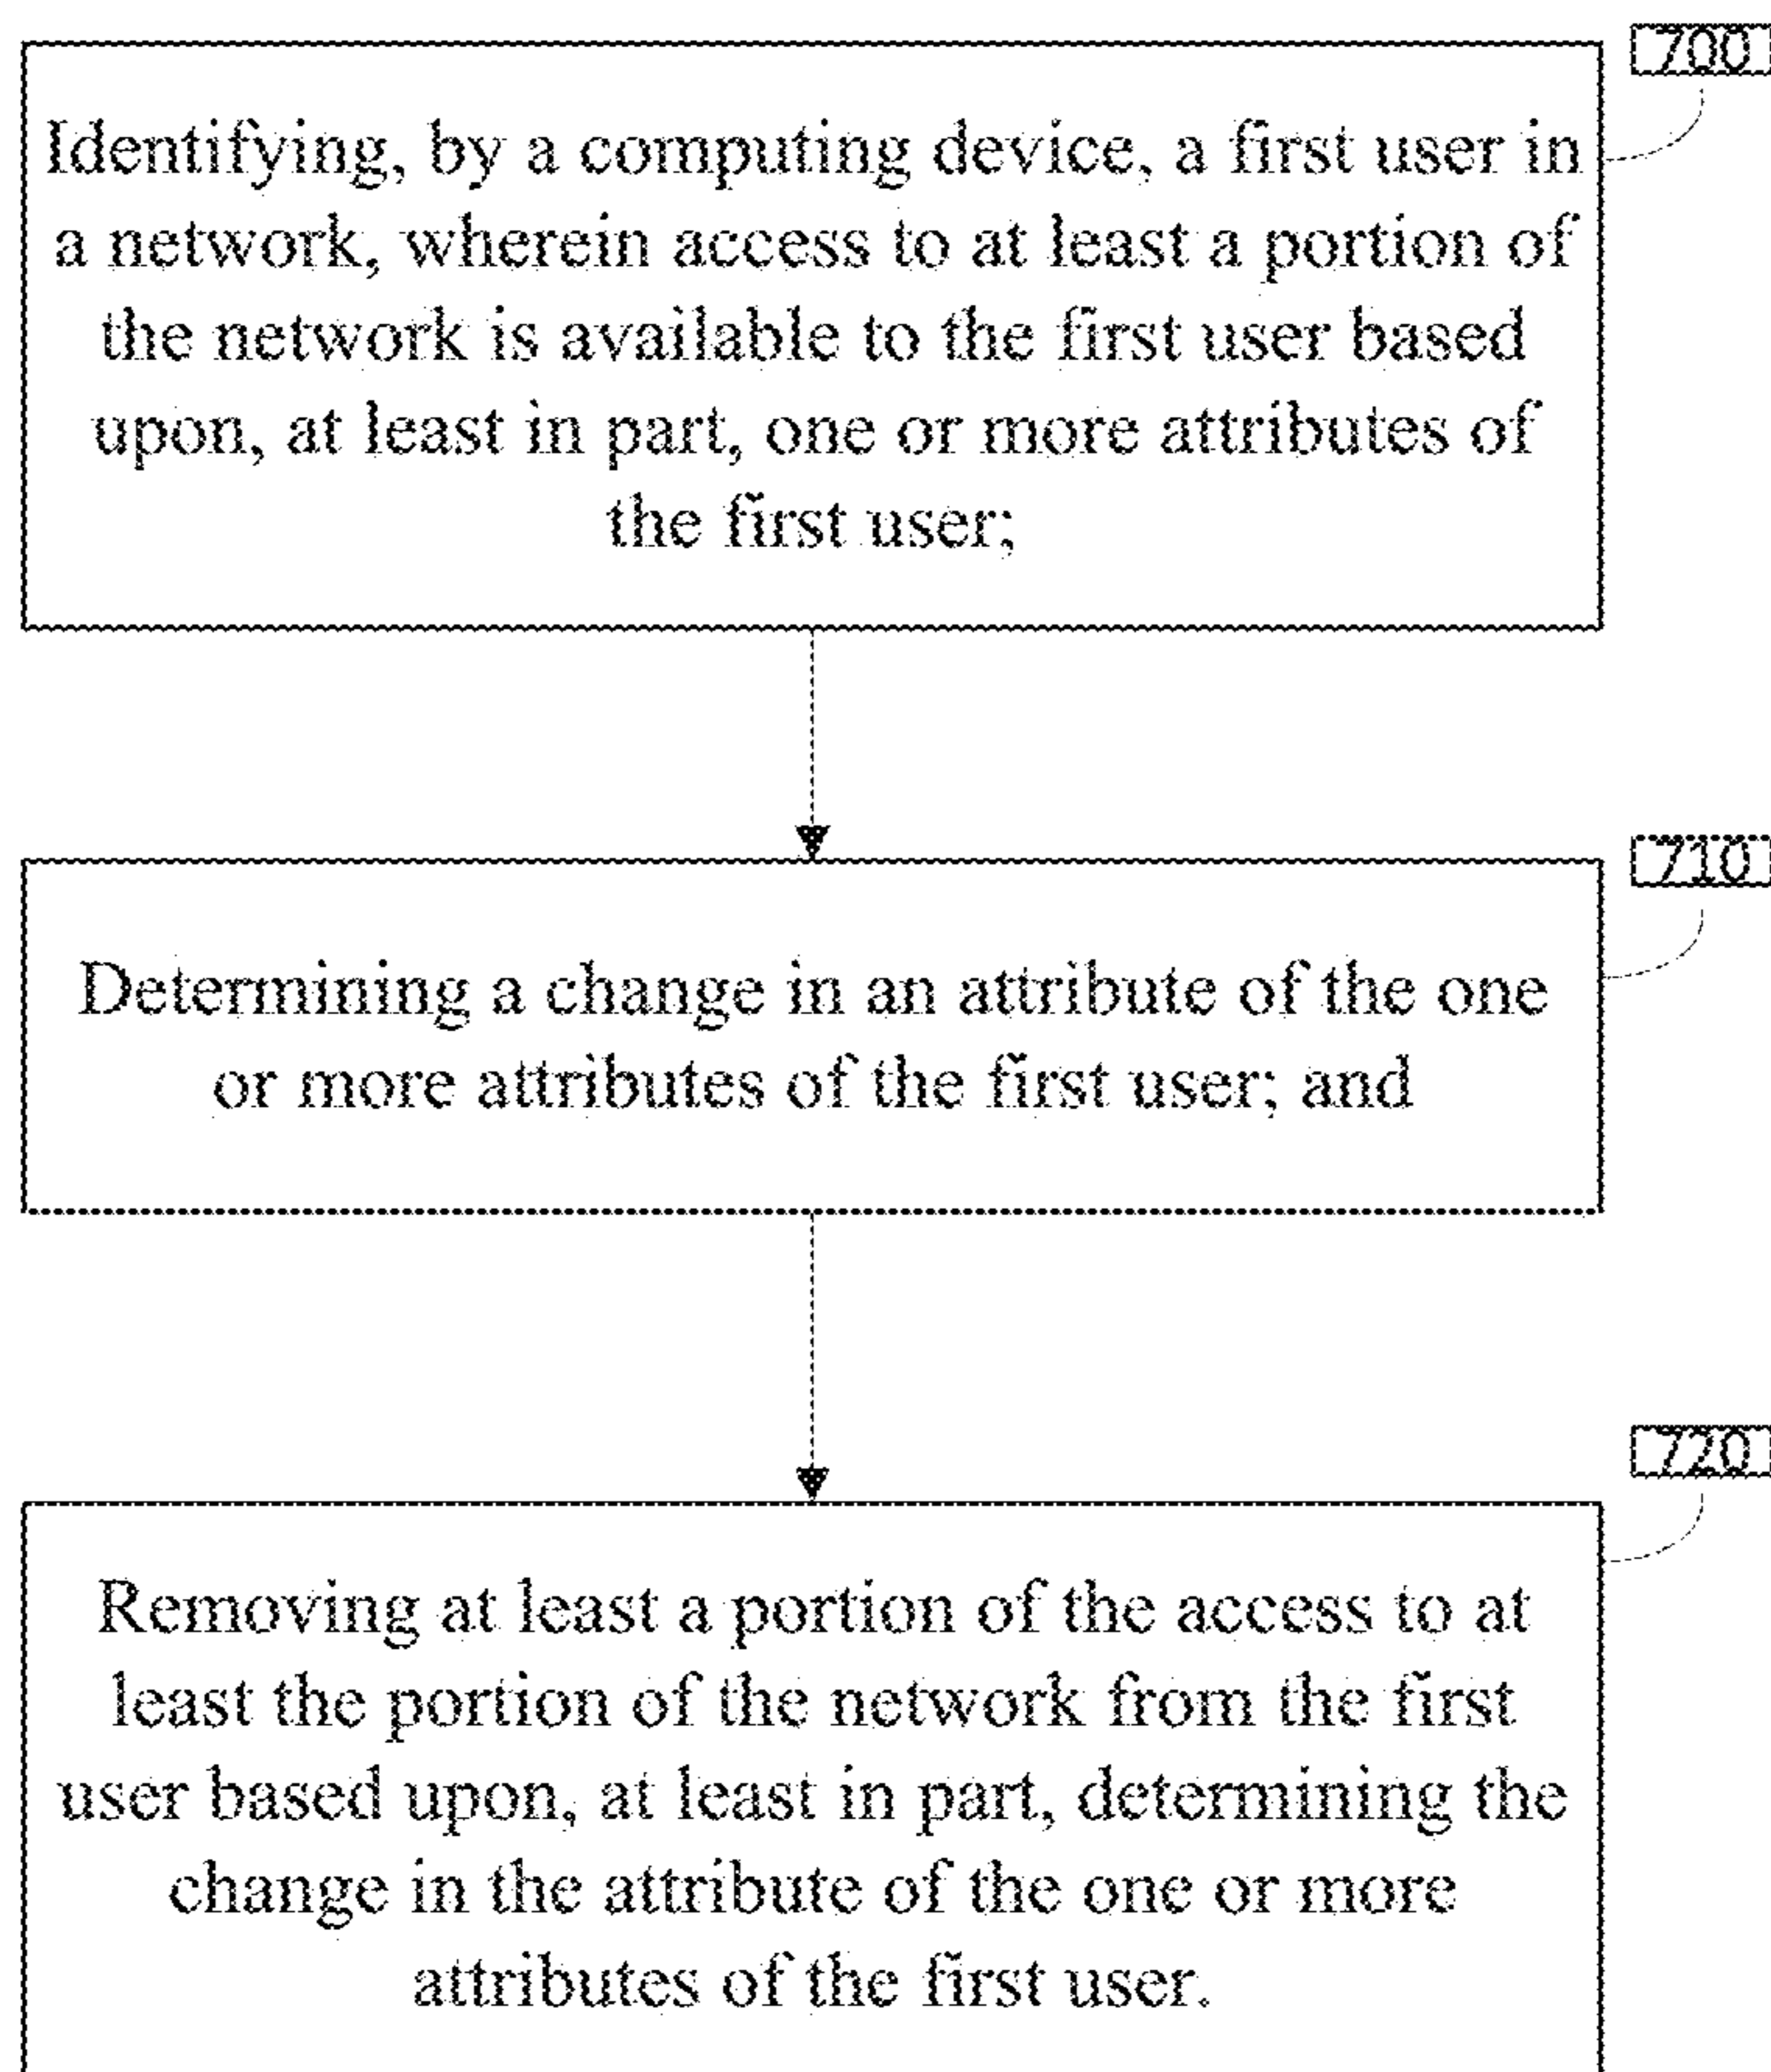 700
Identifying, by a computing device, a first user in
a network, wherein access to at least a portion of
the network is available to the first user based
upon, at least in part, one or more attributes of
the first user;
710
Determining a change in an attribute of the one
or more attributes of the first user; and
720
Removing at least a portion of the access to at
least the portion of the network from the first
user based upon, at least in part, determining the
change in the attribute of the one or more
attributes of the first user.